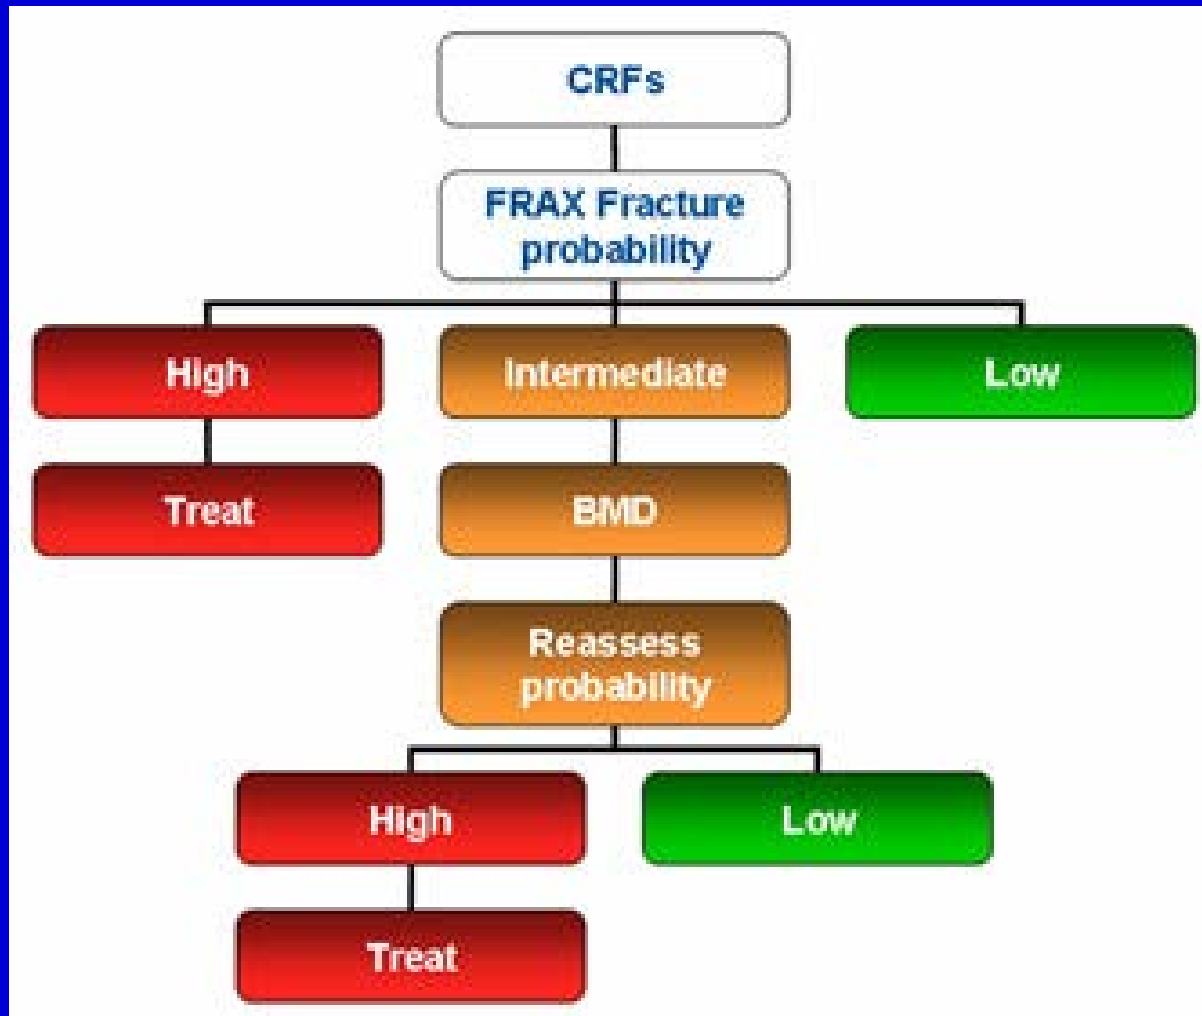 CRFs
FRAX Fracture
probability
High
Intermediate
Low
Treat
BMD
Reassess
probability
High
Low
Treat